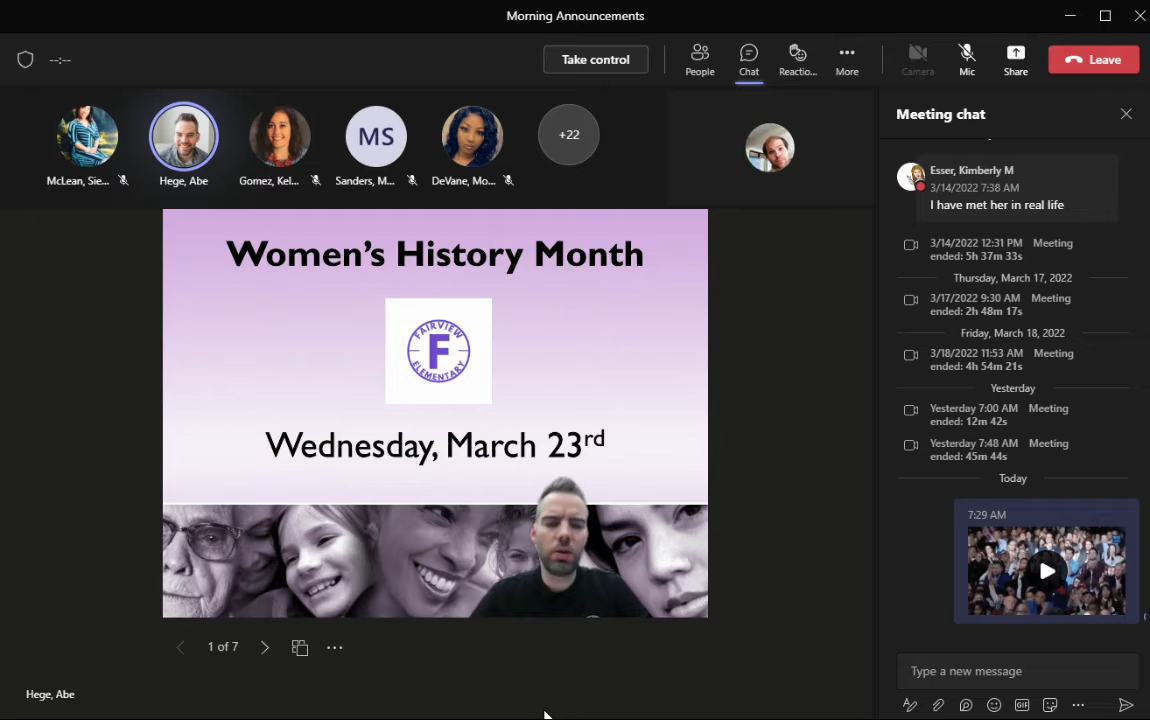 Morning Announcements
--:--
Take control
People
Chat
Reactio...
More
Camera
Mic
Share
Leave
McLean, Sie...
Hege, Abe
Gomez, Kel...
MS
Sanders, M...
DeVane, Mo...
+22
Women's History Month
FAIRVIEW
F
ELEMENTARY
Wednesday, March 23rd
1 of 7
Hege, Abe
Meeting chat
Esser, Kimberly M
3/14/2022 7:38 AM
I have met her in real life
3/14/2022 12:31 PM Meeting
ended: 5h 37m 33s
Thursday, March 17, 2022
3/17/2022 9:30 AM Meeting
ended: 2h 48m 17s
Friday, March 18, 2022
3/18/2022 11:53 AM Meeting
ended: 4h 54m 21s
Yesterday
Yesterday 7:00 AM Meeting
ended: 12m 42s
Yesterday 7:48 AM Meeting
ended: 45m 44s
Today
7:29 AM
Type a new message
GIF